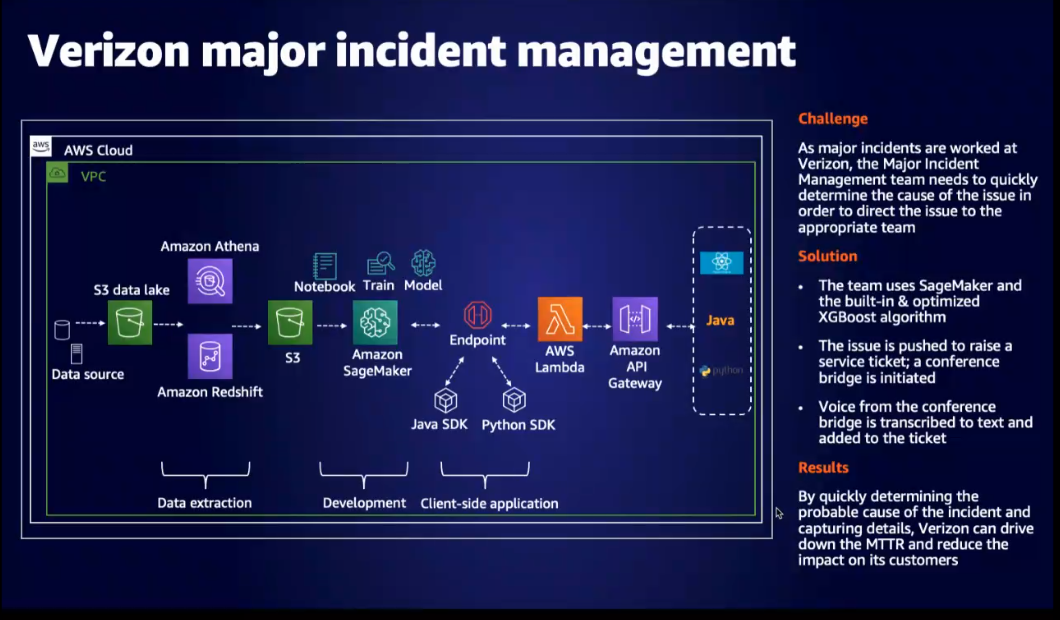 Verizon major incident management
aws
AWS Cloud
VPC
Amazon Athena
Notebook
Train
Model
S3 data lake
Data source
Amazon Redshift
S3
Amazon
SageMaker
Endpoint
AWS
Lambda
Amazon
API
Gateway
Java
python
Java SDK
Python SDK
Data extraction
Development
Client-side application
Challenge
As major incidents are worked at
Verizon, the Major Incident
Management team needs to quickly
determine the cause of the issue in
order to direct the issue to the
appropriate team
Solution
• The team uses SageMaker and
the built-in & optimized
XGBoost algorithm
• The issue is pushed to raise a
service ticket; a conference
bridge is initiated
• Voice from the conference
bridge is transcribed to text and
added to the ticket
Results
By quickly determining the
probable cause of the incident and
capturing details, Verizon can drive
down the MTTR and reduce the
impact on its customers